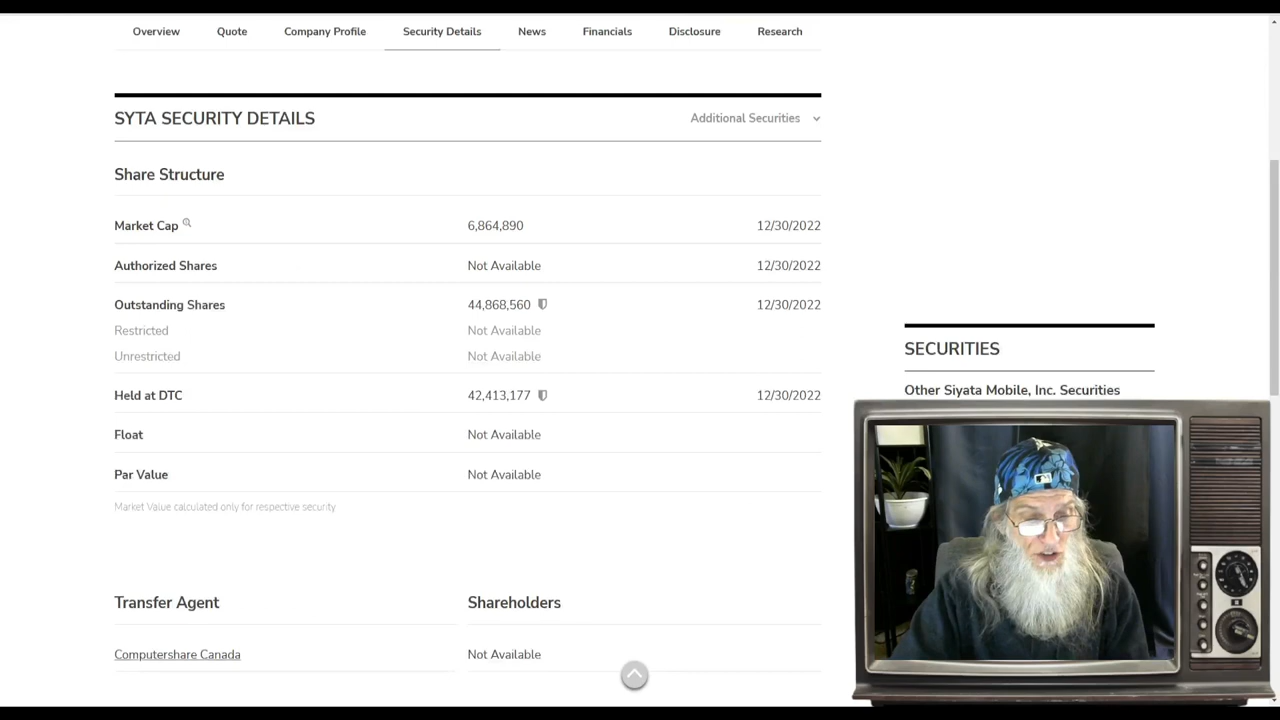 Overview Quote Company Profile Security Details News Financials Disclosure Research
SYTA SECURITY DETAILS
Additional Securities
Share Structure
Market Cap 6,864,890 12/30/2022
Authorized Shares Not Available 12/30/2022
Outstanding Shares 44,868,560 12/30/2022
Restricted Not Available
Unrestricted Not Available
Held at DTC 42,413,177 12/30/2022
Float Not Available
Par Value Not Available
Market Value calculated only for respective security
Transfer Agent Shareholders
Computershare Canada Not Available
SECURITIES
Other Siyata Mobile, Inc. Securities